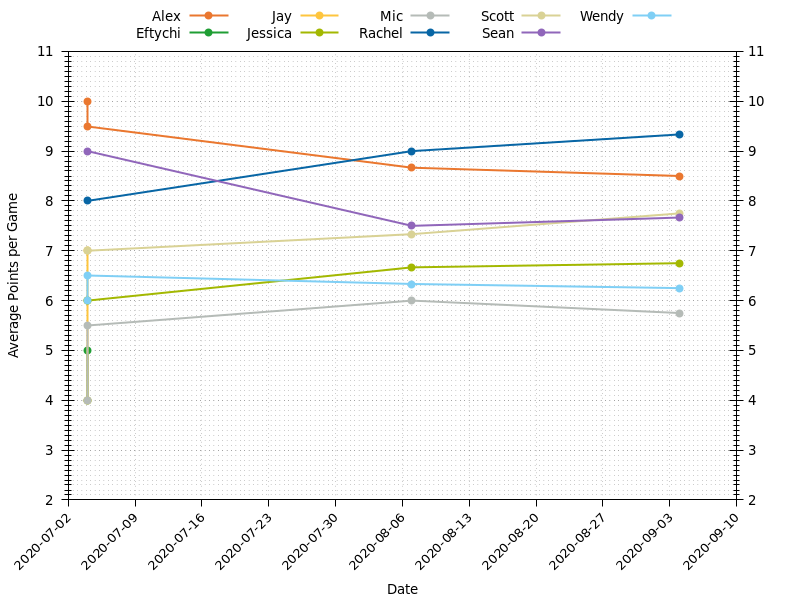 Alex Jay Mic Scott Wendy
Eftychi Jessica Rachel Sean
11 11
10 10
9 9
8 8
7 7
6 6
5 5
4 4
3 3
2 2
Average Points per Game
2020-07-02 2020-07-09 2020-07-16 2020-07-23 2020-07-30 2020-08-06 2020-08-13 2020-08-20 2020-08-27 2020-09-03 2020-09-10
Date